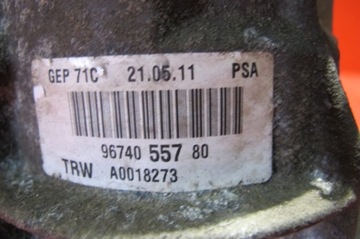 GEP 71C 21.05.11 PSA
96740 557 80
TRW A0018273